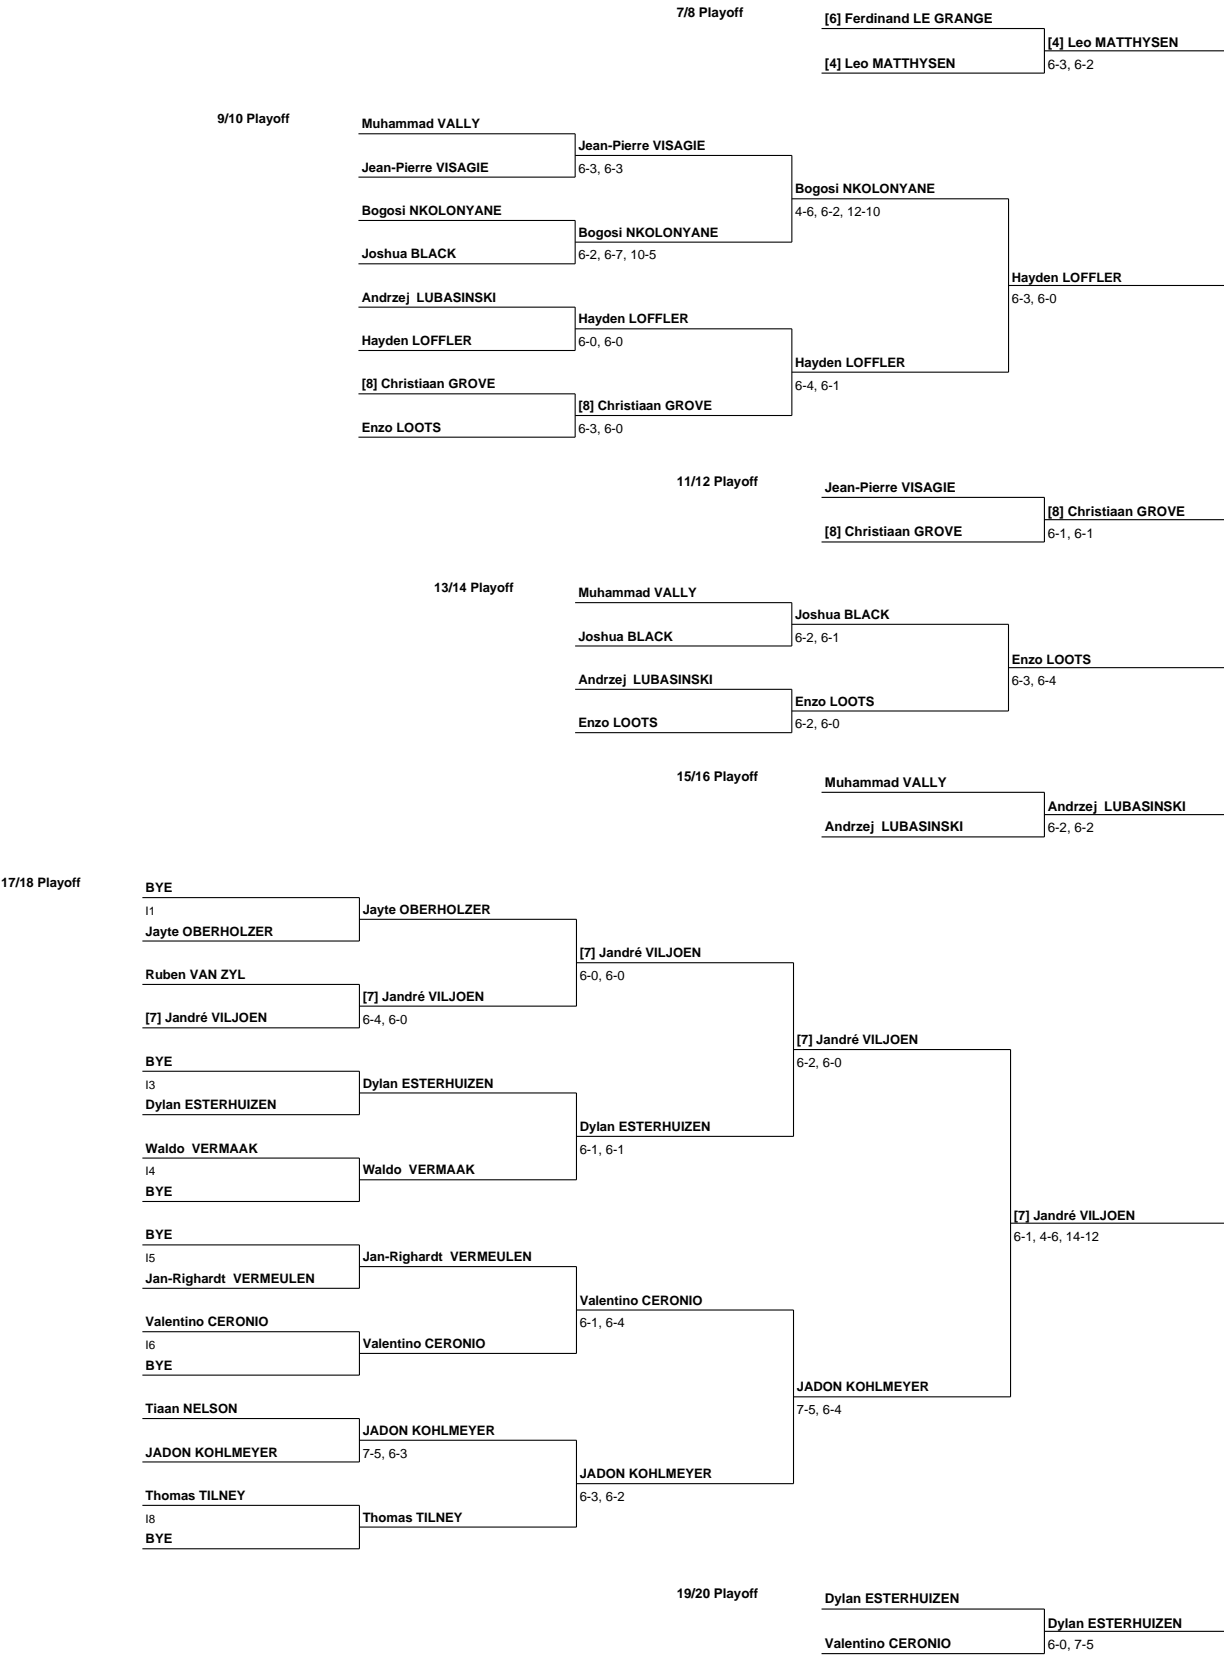 7/8 Playoff
[6] Ferdinand LE GRANGE
[4] Leo MATTHYSEN
[4] Leo MATTHYSEN
6-3, 6-2
9/10 Playoff
Muhammad VALLY
Jean-Pierre VISAGIE
Jean-Pierre VISAGIE
6-3, 6-3
Bogosi NKOLONYANE
4-6, 6-2, 12-10
Bogosi NKOLONYANE
Bogosi NKOLONYANE
Joshua BLACK
6-2, 6-7, 10-5
Hayden LOFFLER
6-3, 6-0
Andrzej  LUBASINSKI
Hayden LOFFLER
Hayden LOFFLER
6-0, 6-0
Hayden LOFFLER
6-4, 6-1
[8] Christiaan GROVE
[8] Christiaan GROVE
Enzo LOOTS
6-3, 6-0
11/12 Playoff
Jean-Pierre VISAGIE
[8] Christiaan GROVE
[8] Christiaan GROVE
6-1, 6-1
13/14 Playoff
Muhammad VALLY
Joshua BLACK
Joshua BLACK
6-2, 6-1
Enzo LOOTS
6-3, 6-4
Andrzej  LUBASINSKI
Enzo LOOTS
Enzo LOOTS
6-2, 6-0
15/16 Playoff
Muhammad VALLY
Andrzej  LUBASINSKI
Andrzej  LUBASINSKI
6-2, 6-2
17/18 Playoff
BYE
I1
Jayte OBERHOLZER
Jayte OBERHOLZER
[7] Jandré VILJOEN
6-0, 6-0
Ruben VAN ZYL
[7] Jandré VILJOEN
[7] Jandré VILJOEN
6-4, 6-0
[7] Jandré VILJOEN
6-2, 6-0
BYE
I3
Dylan ESTERHUIZEN
Dylan ESTERHUIZEN
Dylan ESTERHUIZEN
6-1, 6-1
Waldo  VERMAAK
I4
Waldo  VERMAAK
BYE
[7] Jandré VILJOEN
6-1, 4-6, 14-12
BYE
I5
Jan-Righardt  VERMEULEN
Jan-Righardt  VERMEULEN
Valentino CERONIO
6-1, 6-4
Valentino CERONIO
I6
Valentino CERONIO
BYE
JADON KOHLMEYER
7-5, 6-4
Tiaan NELSON
JADON KOHLMEYER
JADON KOHLMEYER
7-5, 6-3
JADON KOHLMEYER
6-3, 6-2
Thomas TILNEY
I8
Thomas TILNEY
BYE
19/20 Playoff
Dylan ESTERHUIZEN
Dylan ESTERHUIZEN
Valentino CERONIO
6-0, 7-5